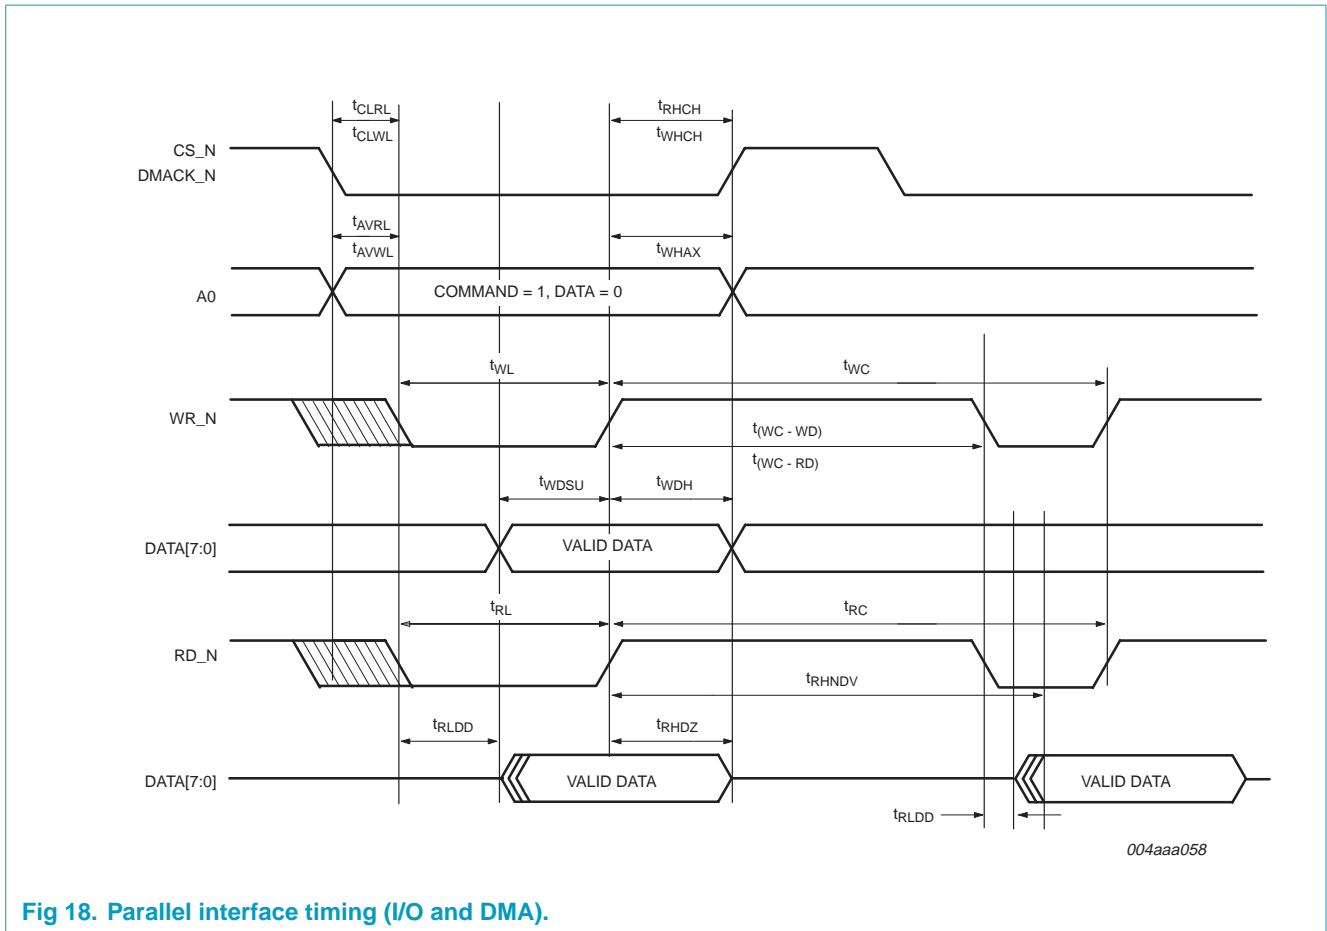 tCLRL
tRHCH
tCLWL
tWHCH
CS_N
DMACK_N
tAVRL
tAVWL
tWHAX
A0
COMMAND = 1, DATA = 0
tWL
tWC
WR_N
t(WC - WD)
t(WC - RD)
tWDSU
tWDH
DATA[7:0]
VALID DATA
tRL
tRC
RD_N
tRHNDV
tRLDD
tRHDZ
DATA[7:0]
VALID DATA
VALID DATA
tRLDD
004aaa058
Fig 18. Parallel interface timing (I/O and DMA).